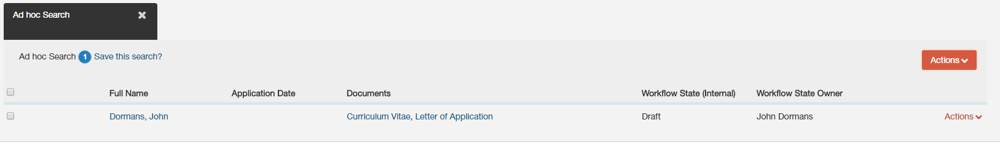 Ad hoc Search
Ad hoc Search 1 Save this search?
Actions
Full Name Application Date Documents Workflow State (Internal) Workflow State Owner
Dormans, John Curriculum Vitae, Letter of Application Draft John Dormans Actions